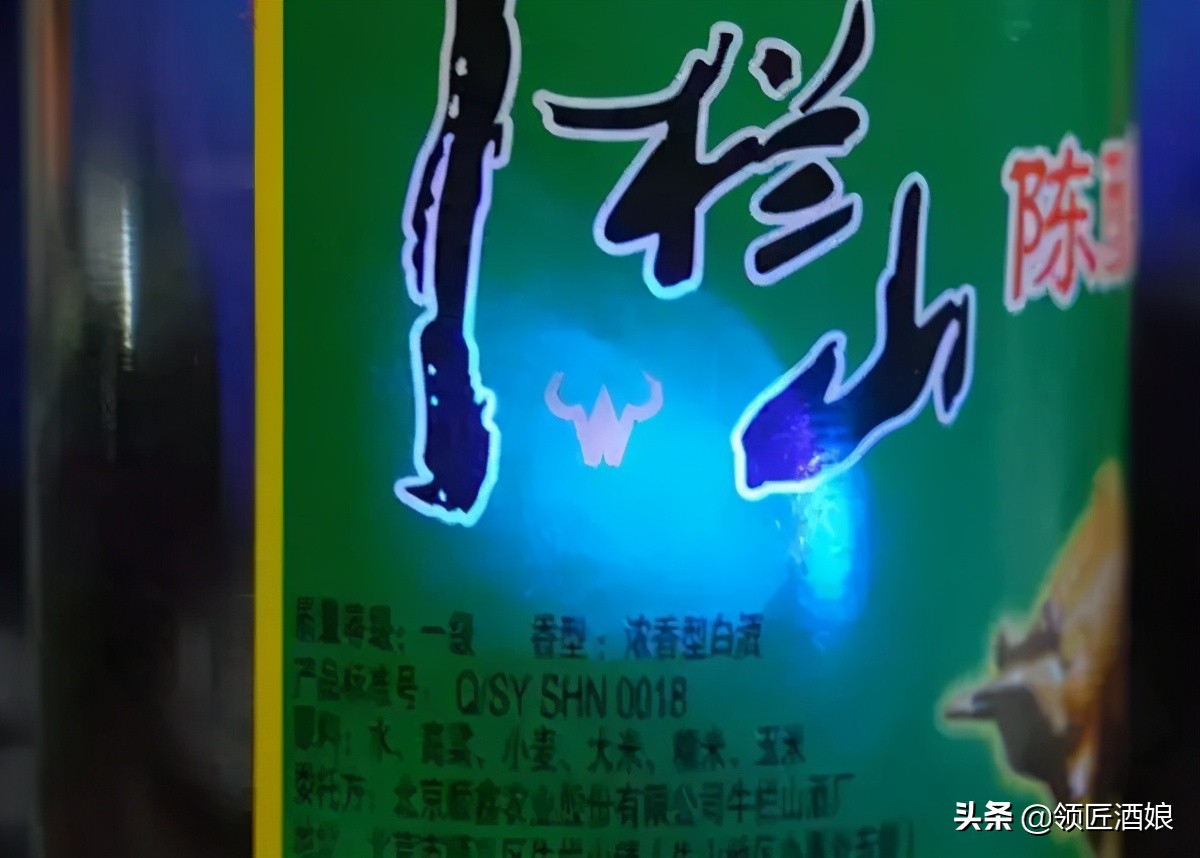 牛栏山
陈酿
质量等级：一级 香型：浓香型白酒
产品标准号 Q/SY SHN 0018
原料：水、高粱、小麦、大米、糯米、玉米
委托方：北京顺鑫农业股份有限公司牛栏山酒厂
头条 @领匠酒娘